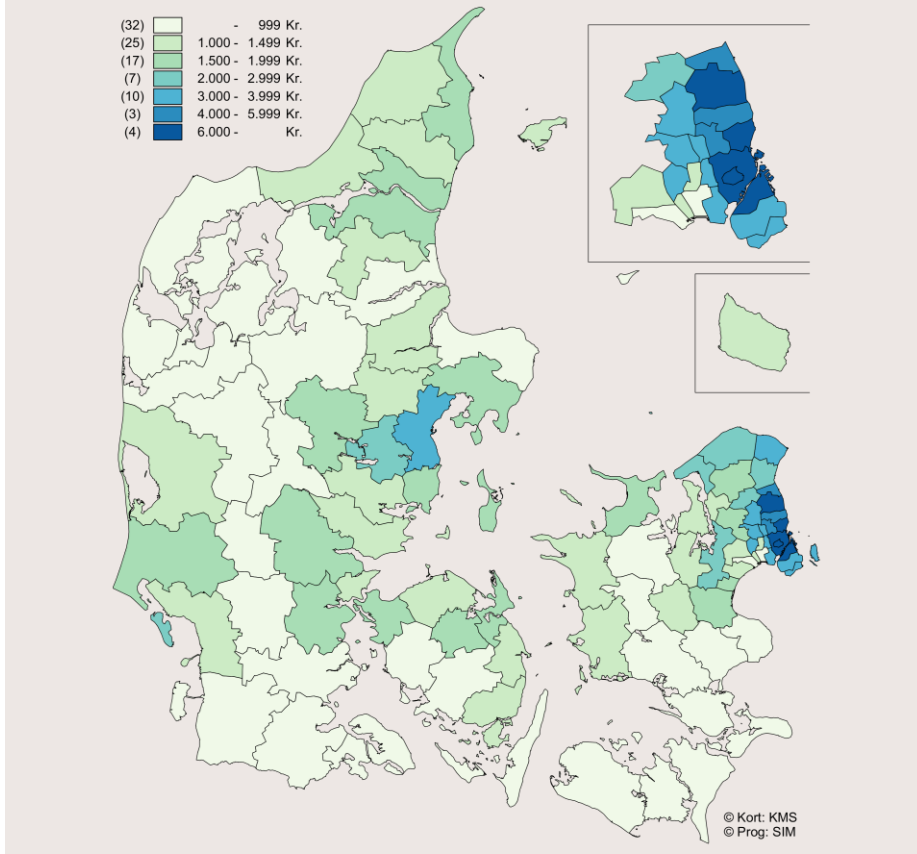 (32) - 999 Kr.
(25) 1.000 - 1.499 Kr.
(17) 1.500 - 1.999 Kr.
(7) 2.000 - 2.999 Kr.
(10) 3.000 - 3.999 Kr.
(3) 4.000 - 5.999 Kr.
(4) 6.000 - Kr.
© Kort: KMS
© Prog: SIM